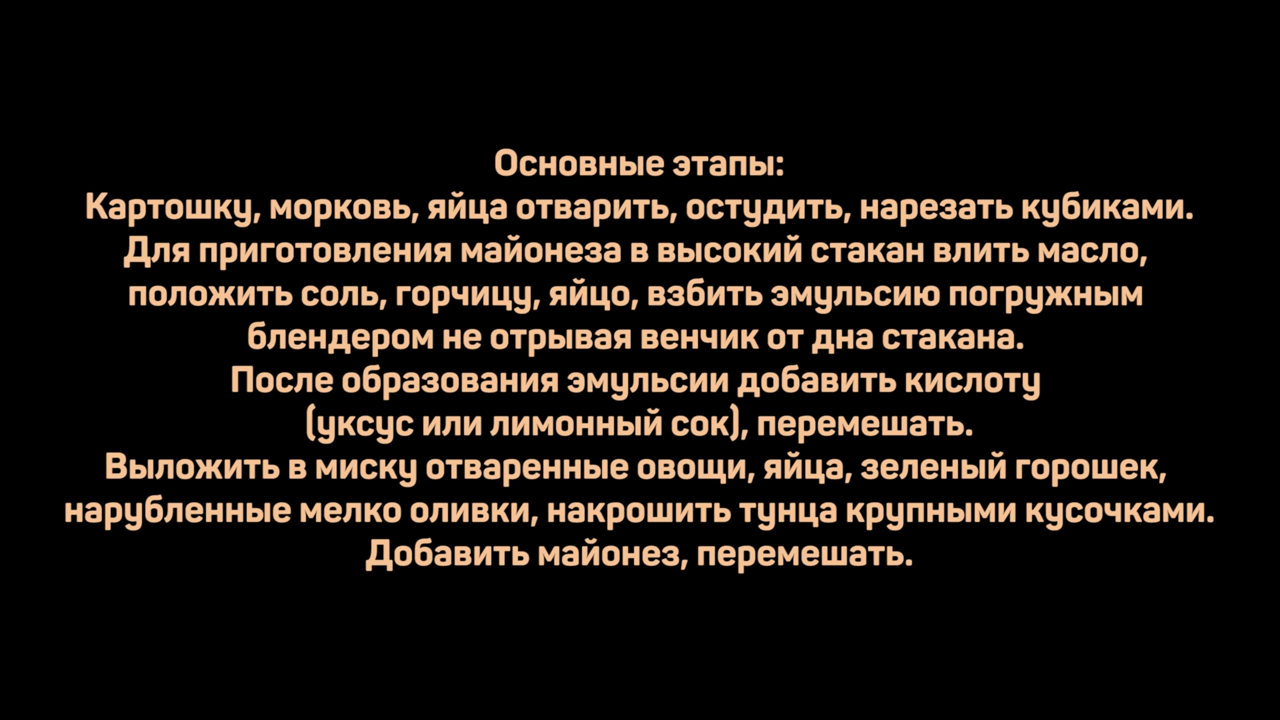 Основные этапы:
Картошку, морковь, яйца отварить, остудить, нарезать кубиками.
Для приготовления майонеза в высокий стакан влить масло,
положить соль, горчицу, яйцо, взбить эмульсию погружным
блендером не отрывая венчик от дна стакана.
После образования эмульсии добавить кислоту
(уксус или лимонный сок), перемешать.
Выложить в миску отваренные овощи, яйца, зеленый горошек,
нарубленные мелко оливки, накрошить тунца крупными кусочками.
Добавить майонез, перемешать.